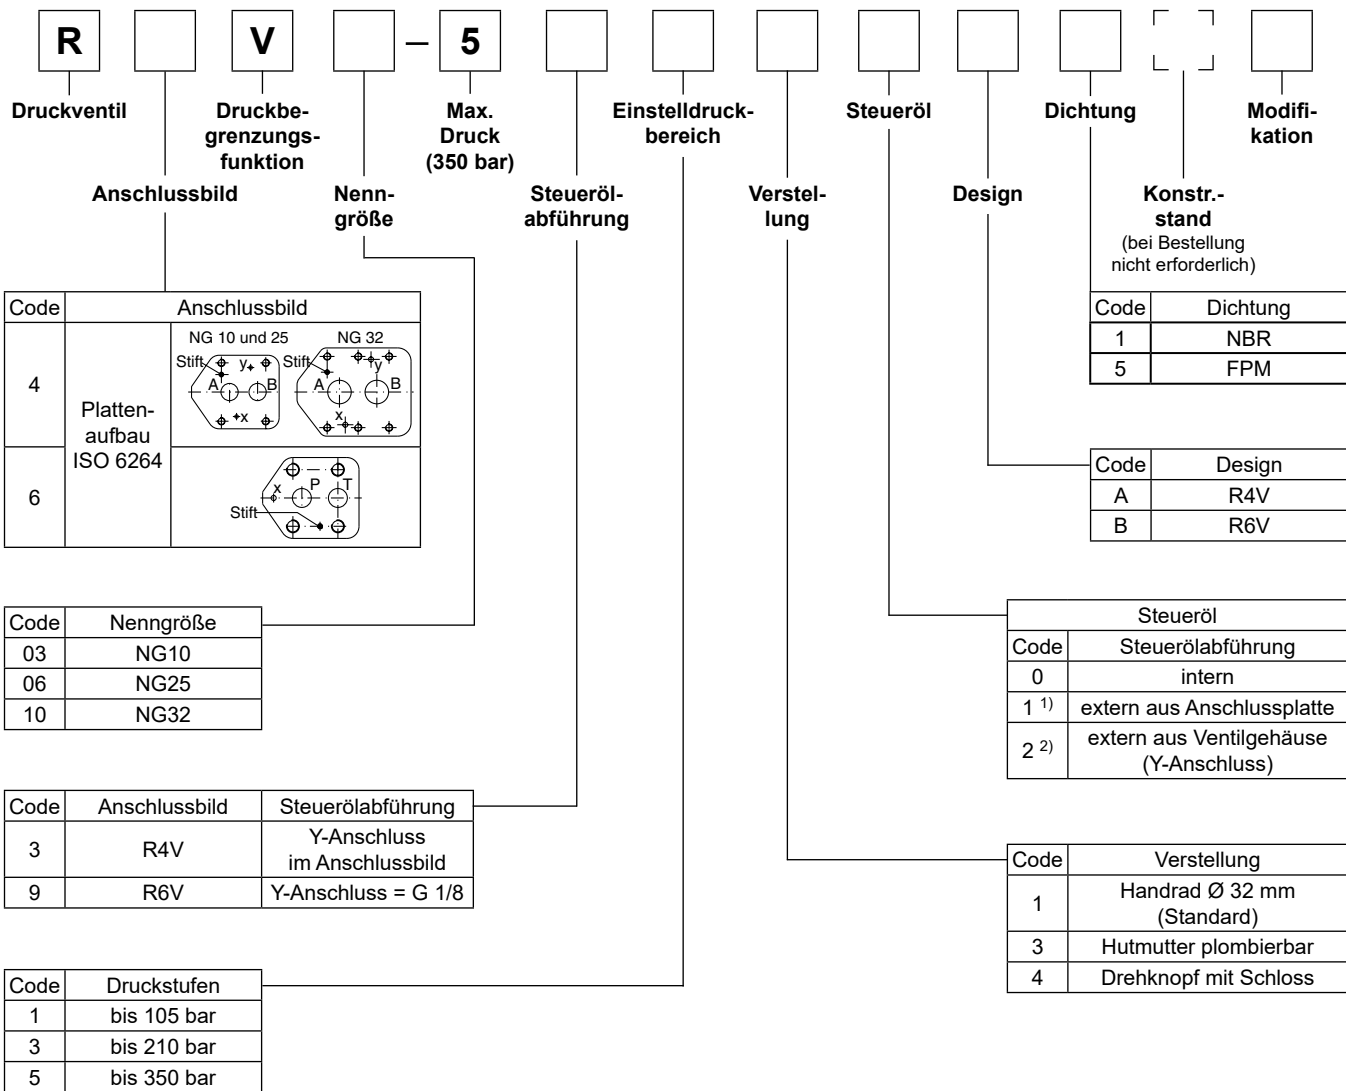 R V – 5
Druckventil
Druckbe-
grenzungs-
funktion
Max.
Druck
(350 bar)
Einstelldruck-
bereich
Steueröl
Dichtung
Modifi-
kation
Anschlussbild
Nenn-
größe
Steueröl-
abführung
Verstel-
lung
Design
Konstr.-
stand
(bei Bestellung
nicht erforderlich)
Code Anschlussbild
4
Platten-
aufbau
ISO 6264
NG 10 und 25 NG 32
Stift y Stift y
A B A B
x x
6
x P T
Stift
Code Dichtung
1 NBR
5 FPM
Code Design
A R4V
B R6V
Code Nenngröße
03 NG10
06 NG25
10 NG32
Steueröl
Code Steuerölabführung
0 intern
1 1) extern aus Anschlussplatte
2 2) extern aus Ventilgehäuse
(Y-Anschluss)
Code Anschlussbild Steuerölabführung
3 R4V Y-Anschluss
im Anschlussbild
9 R6V Y-Anschluss = G 1/8
Code Verstellung
1 Handrad Ø 32 mm
(Standard)
3 Hutmutter plombierbar
4 Drehknopf mit Schloss
Code Druckstufen
1 bis 105 bar
3 bis 210 bar
5 bis 350 bar